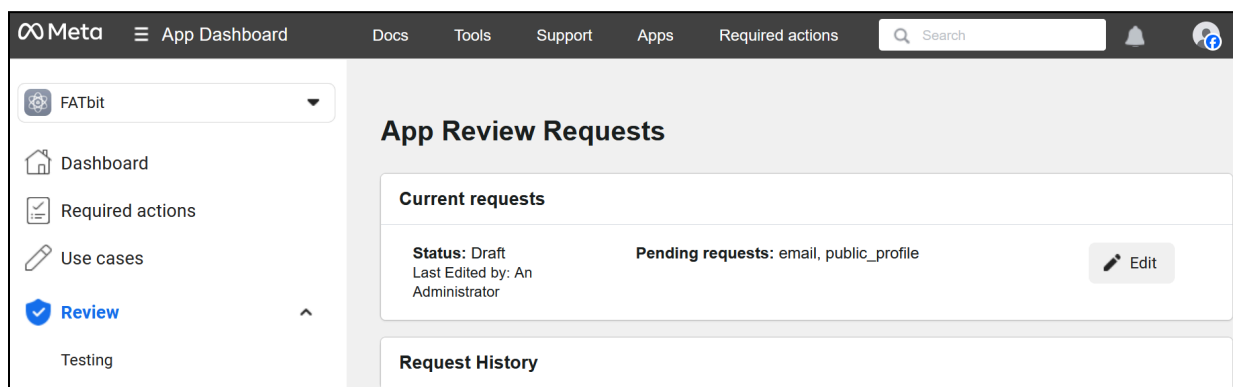 Meta
App Dashboard
Docs
Tools
Support
Apps
Required actions
Search
FATbit
Dashboard
Required actions
Use cases
Review
Testing
App Review Requests
Current requests
Status: Draft
Last Edited by: An
Administrator
Pending requests: email, public_profile
Edit
Request History